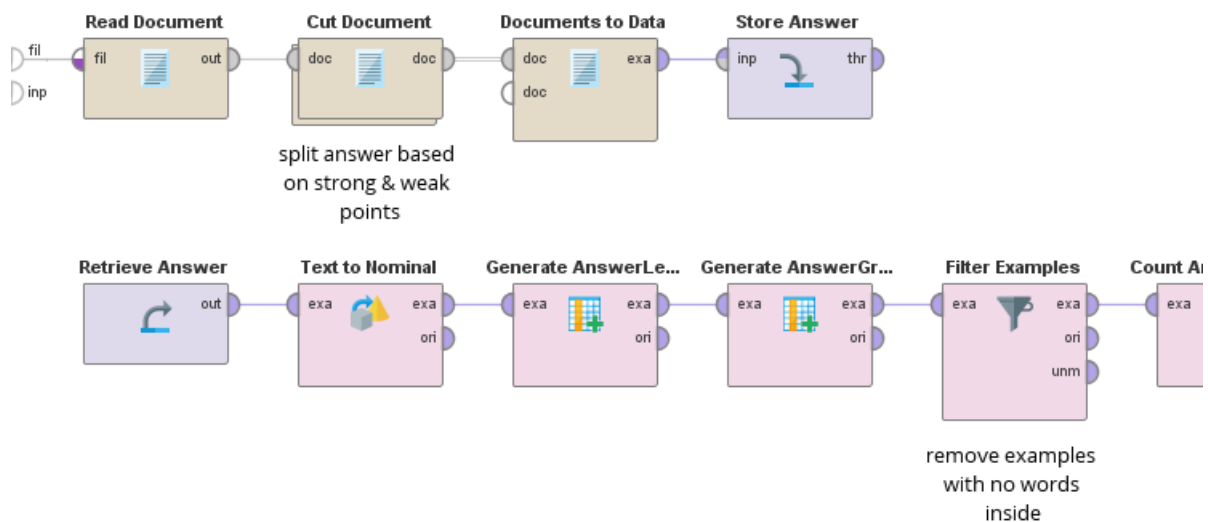 Read Document
Cut Document
Documents to Data
Store Answer
fil
inp
fil
out
doc
doc
doc
doc
exa
inp
thr
split answer based
on strong & weak
points
Retrieve Answer
Text to Nominal
Generate AnswerLe...
Generate AnswerGr...
Filter Examples
Count Ar
out
exa
exa
ori
exa
exa
ori
exa
exa
ori
exa
exa
ori
unm
exa
remove examples
with no words
inside